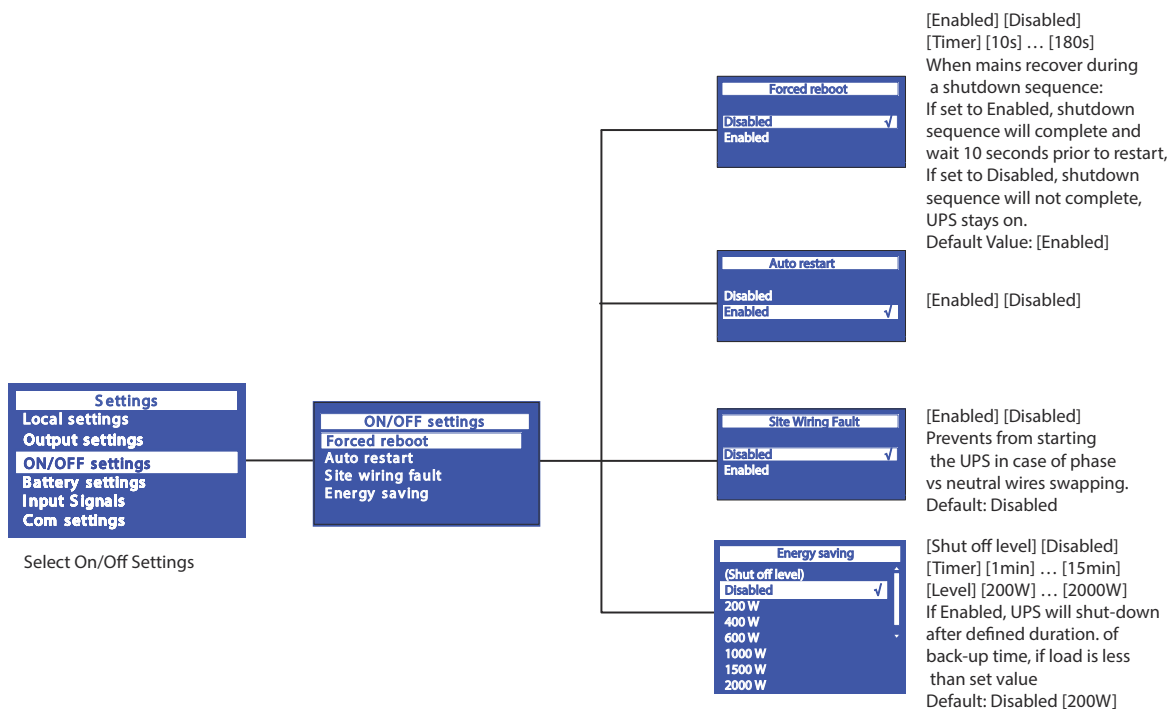 Settings
Local settings
Output settings
ON/OFF settings
Battery settings
Input Signals
Com settings
Select On/Off Settings
ON/OFF settings
Forced reboot
Auto restart
Site wiring fault
Energy saving
Forced reboot
Disabled √
Enabled
[Enabled] [Disabled]
[Timer] [10s] … [180s]
When mains recover during
a shutdown sequence:
If set to Enabled, shutdown
sequence will complete and
wait 10 seconds prior to restart,
If set to Disabled, shutdown
sequence will not complete,
UPS stays on.
Default Value: [Enabled]
Auto restart
Disabled
Enabled √
[Enabled] [Disabled]
Site Wiring Fault
Disabled √
Enabled
[Enabled] [Disabled]
Prevents from starting
the UPS in case of phase
vs neutral wires swapping.
Default: Disabled
Energy saving
(Shut off level)
Disabled √
200 W
400 W
600 W
1000 W
1500 W
2000 W
[Shut off level] [Disabled]
[Timer] [1min] … [15min]
[Level] [200W] … [2000W]
If Enabled, UPS will shut-down
after defined duration. of
back-up time, if load is less
than set value
Default: Disabled [200W]